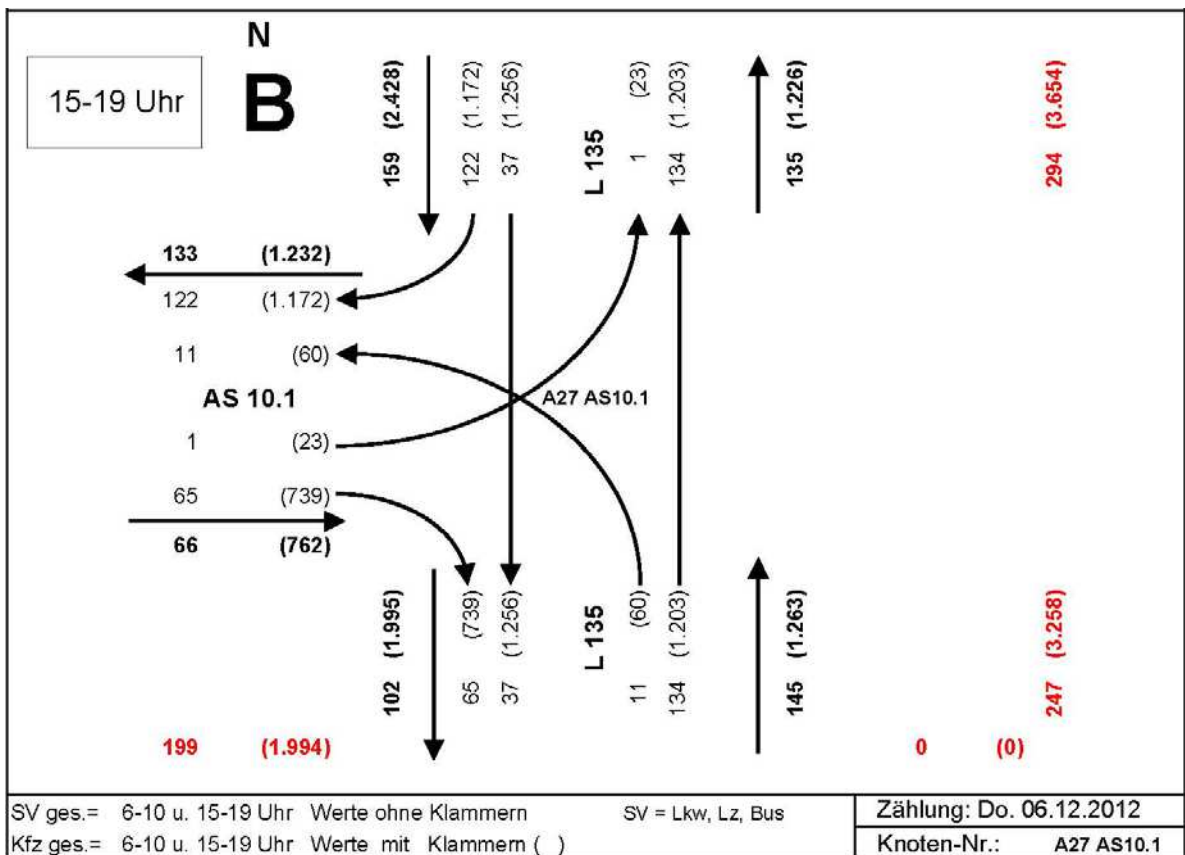 N
15-19 Uhr
B
159 (2.428)
122 (1.172)
37 (1.256)
L 135
1 (23)
134 (1.203)
135 (1.226)
294 (3.654)
133 (1.232)
122 (1.172)
11 (60)
AS 10.1
A27 AS10.1
1 (23)
65 (739)
66 (762)
102 (1.995)
65 (739)
37 (1.256)
L 135
11 (60)
134 (1.203)
145 (1.263)
247 (3.258)
199 (1.994)
0 (0)
SV ges.= 6-10 u. 15-19 Uhr Werte ohne Klammern SV = Lkw, Lz, Bus
Kfz ges.= 6-10 u. 15-19 Uhr Werte mit Klammern ( )
Zählung: Do. 06.12.2012
Knoten-Nr.: A27 AS10.1